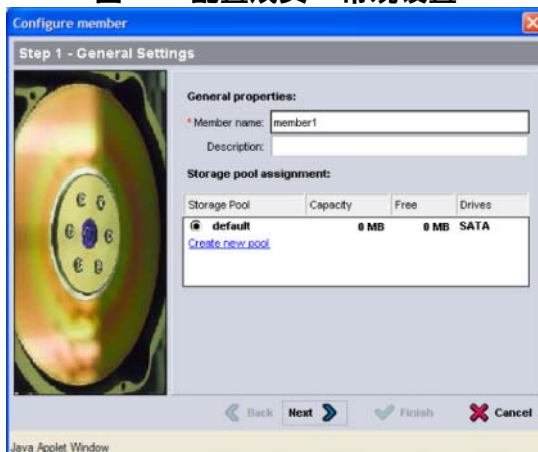 Configure member
Step 1 - General Settings
General properties:
* Member name: member1
Description:
Storage pool assignment:
Storage Pool Capacity Free Drives
default 0 MB 0 MB SATA
Create new pool
Back Next Finish Cancel
Java Applet Window